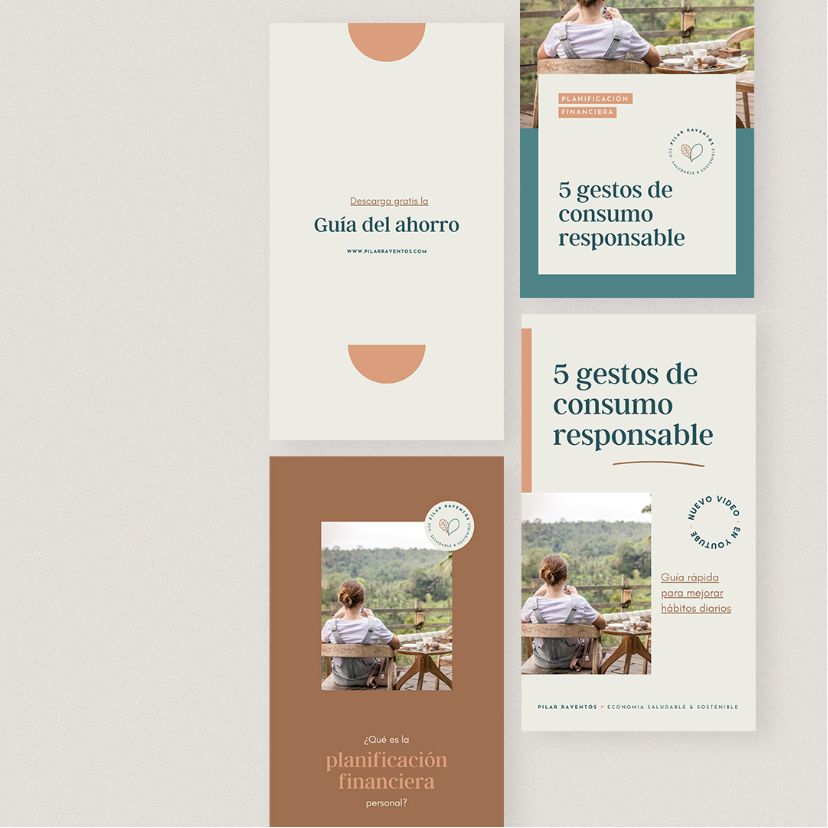 Descarga gratis la
Guía del ahorro
WWW.PILARRAVENTOS.COM
PLANIFICACIÓN
FINANCIERA
PILAR RAVENTÓS
ECO
SALUDABLE & SOSTENIBLE
5 gestos de
consumo
responsable
5 gestos de
consumo
responsable
NUEVO VIDEO
EN YOUTUBE
Guía rápida
para mejorar
hábitos diarios
PILAR RAVENTÓS • ECONOMIA SALUDABLE & SOSTENIBLE
PILAR RAVENTÓS
ECO
SALUDABLE & SOSTENIBLE
¿Qué es la
planificación
financiera
personal?